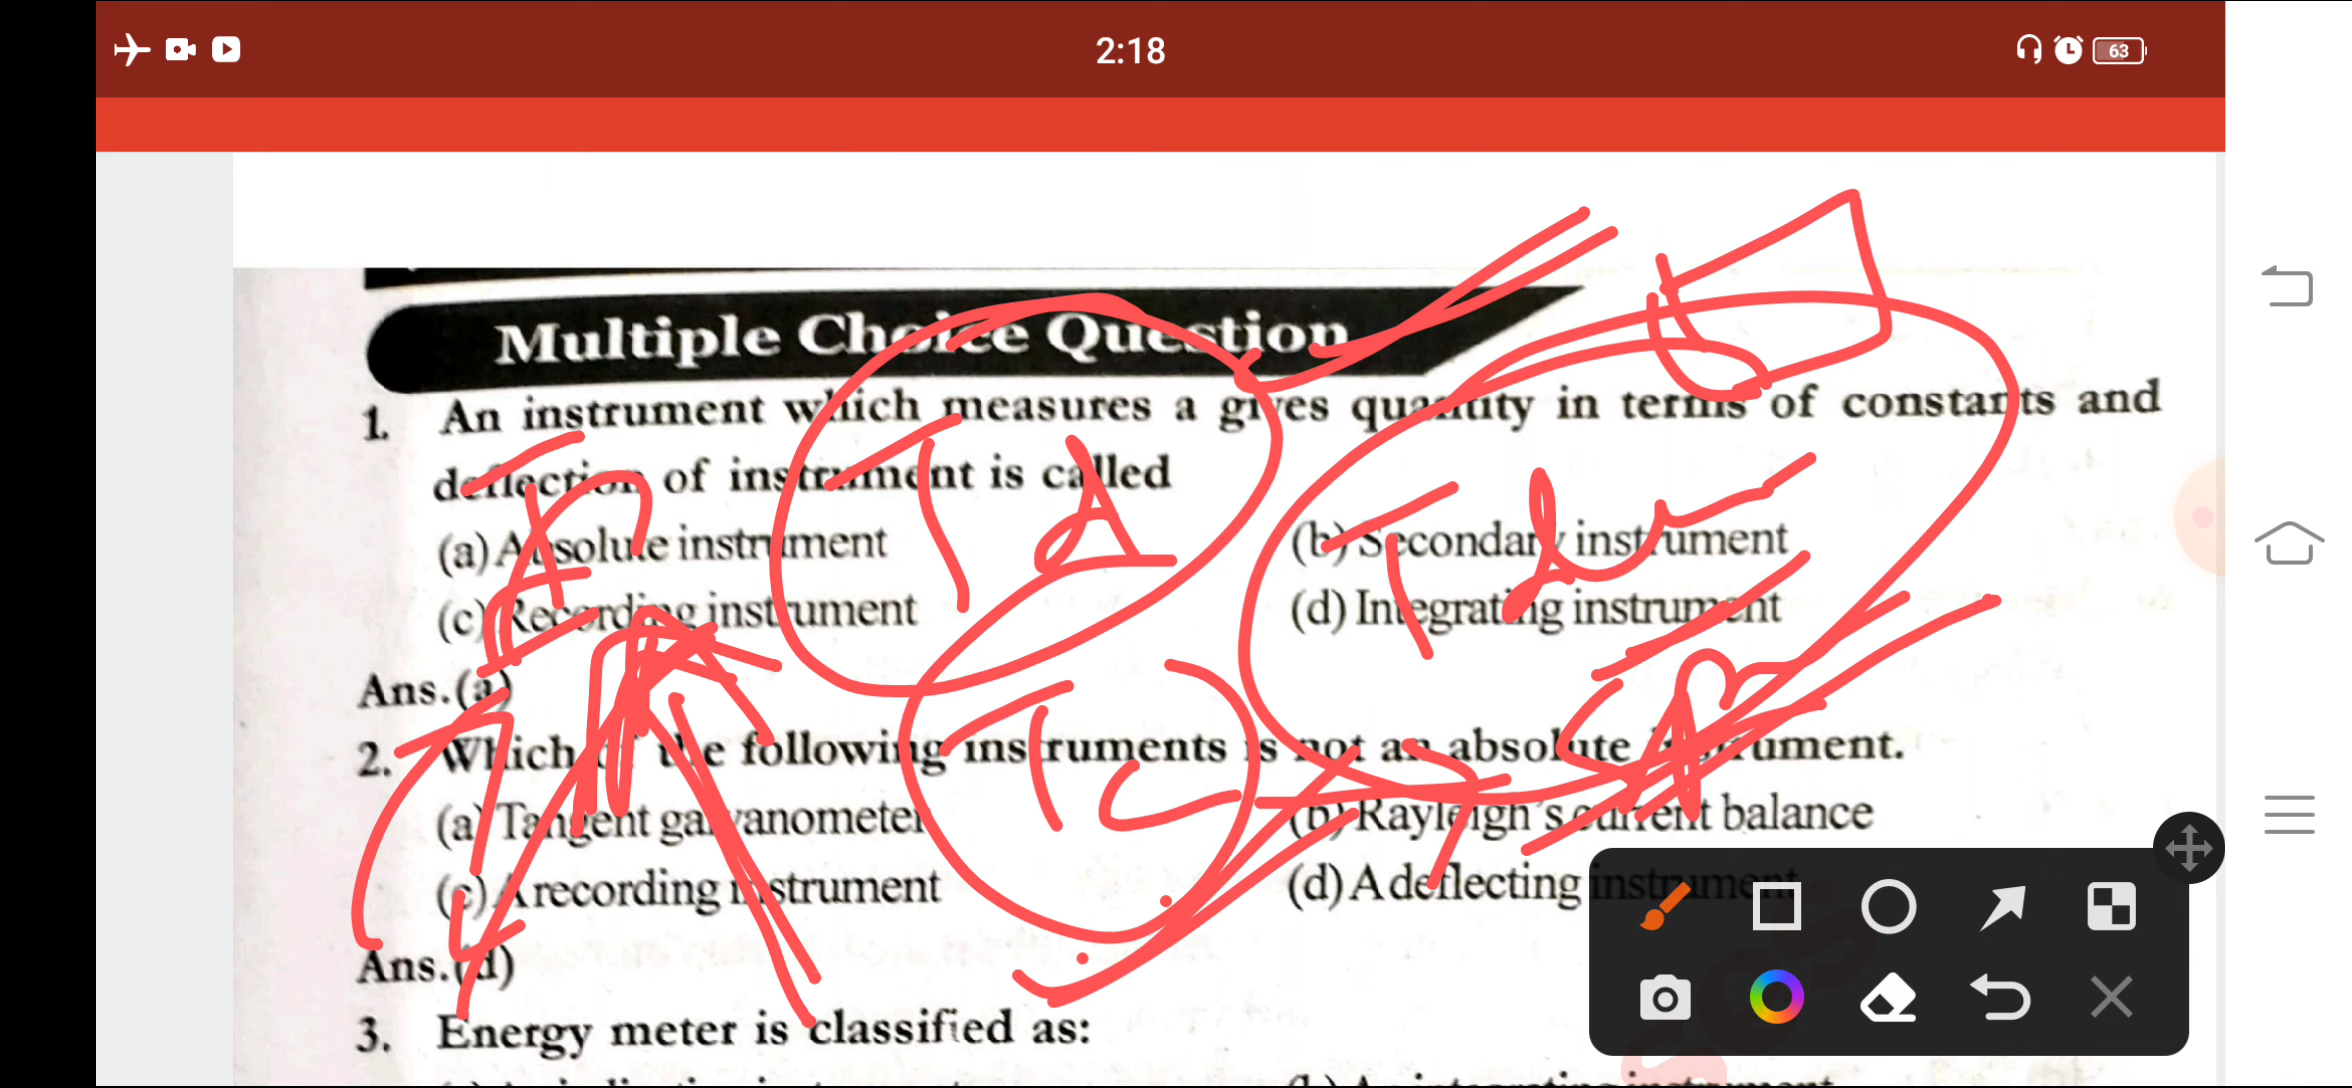 2:18
63
Multiple Choice Question
1. An instrument which measures a gives quantity in terms of constants and
deflection of instrument is called
(a) Absolute instrument (b) Secondary instrument
(c) Recording instrument (d) Integrating instrument
Ans.(a)
2. Which of the following instruments is not an absolute instrument.
(a) Tangent galvanometer (b) Rayleigh's current balance
(c) A recording instrument (d) A deflecting instrument
Ans.(d)
3. Energy meter is classified as:
Td
Tc